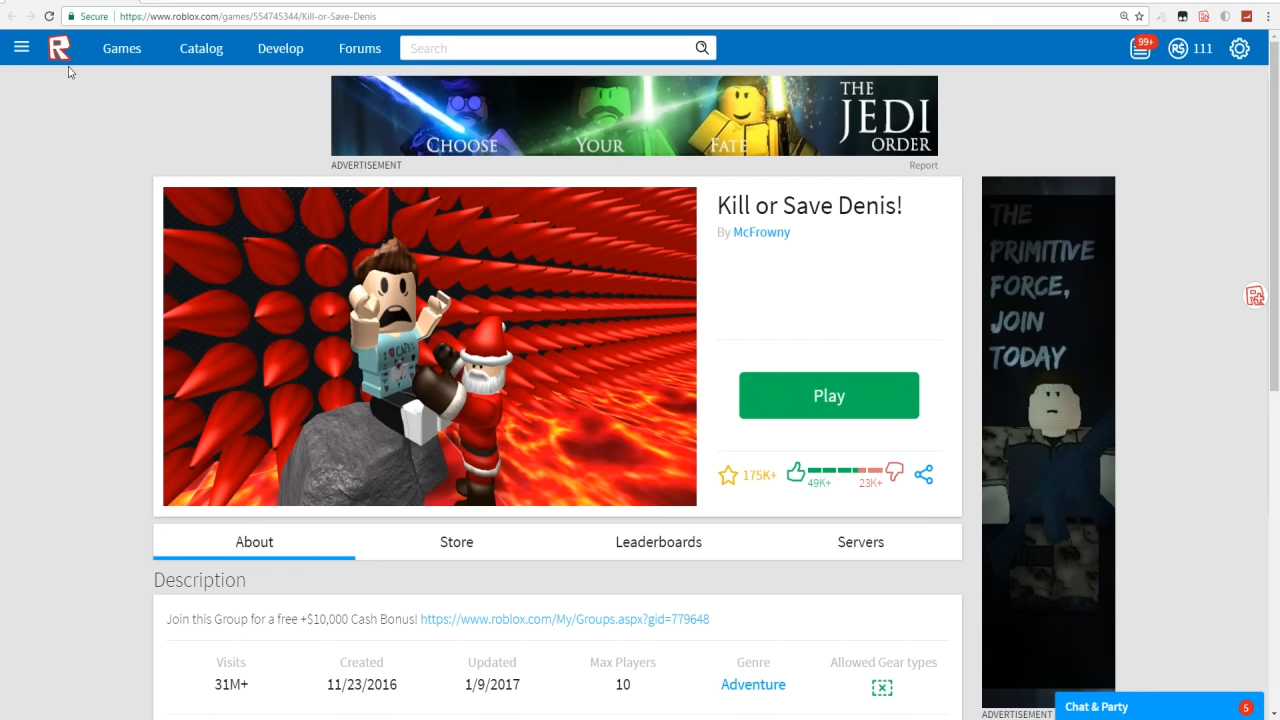 Secure https://www.roblox.com/games/554745344/Kill-or-Save-Denis
Games Catalog Develop Forums Search 99+ R$ 111
CHOOSE YOUR FATE THE JEDI ORDER
ADVERTISEMENT Report
Kill or Save Denis!
By McFrowny
Play
175K+ 49K+ 23K+
THE
PRIMITIVE
FORCE,
JOIN
TODAY
About Store Leaderboards Servers
Description
Join this Group for a free +$10,000 Cash Bonus! https://www.roblox.com/My/Groups.aspx?gid=779648
Visits Created Updated Max Players Genre Allowed Gear types
31M+ 11/23/2016 1/9/2017 10 Adventure
Chat & Party 5
ADVERTISEMENT